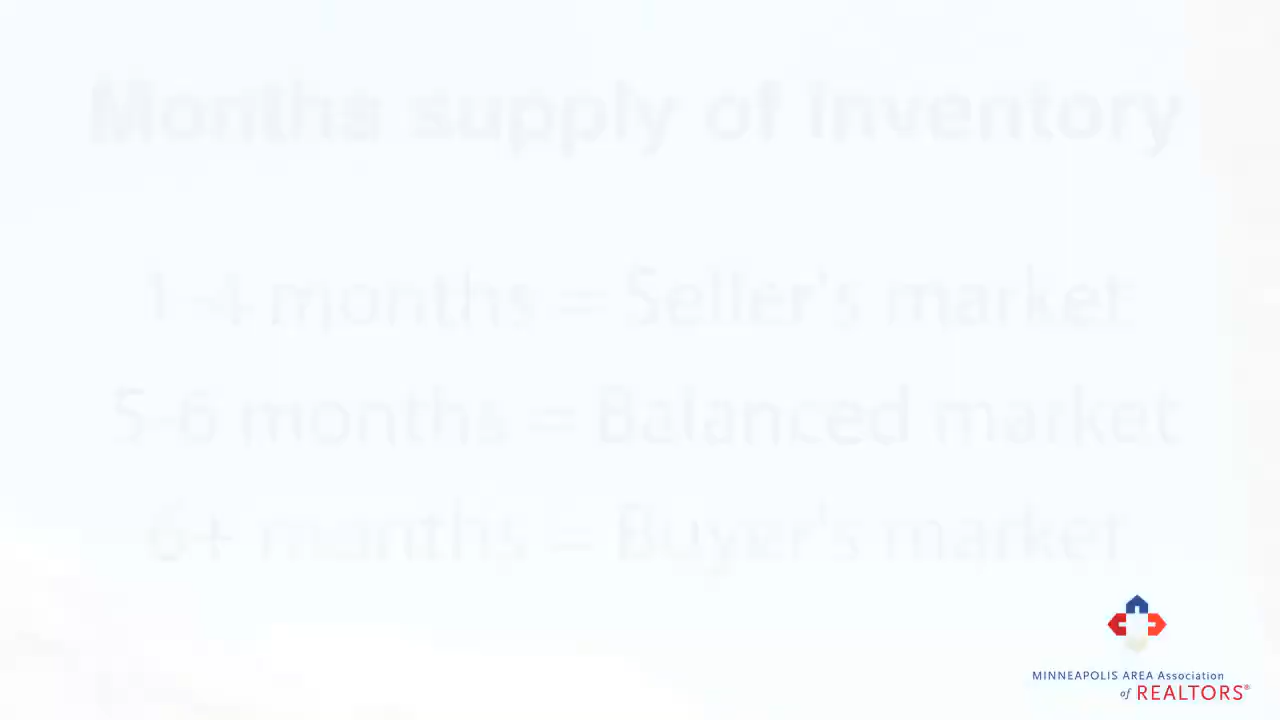 Months supply of inventory
1-4 months = Seller's market
5-6 months = Balanced market
6+ months = Buyer's market
MINNEAPOLIS AREA Association
of REALTORS®